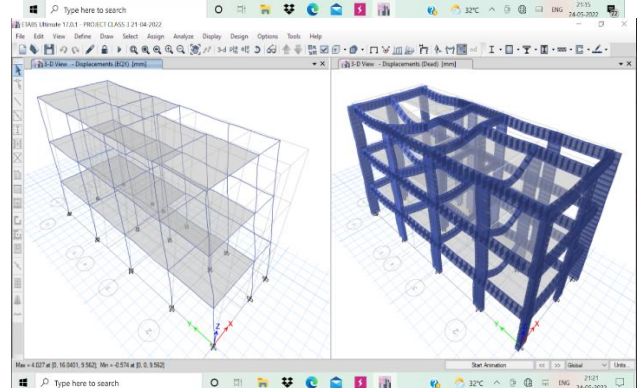 Type here to search 32°C ENG 21:15
24-05-2022
ETABS Ultimate 17.0.1 - PROJECT CLASS 3 21-04-2022
File Edit View Define Draw Select Assign Analyze Display Design Options Tools Help
3-D View - Displacements (EQY) [mm] 3-D View - Displacements (Dead) [mm]
Y X Z Y X
Max = 4.027 at [0, 16.0401, 9.562]; Min = -0.574 at [0, 0, 9.562] Start Animation << >> Global Units...
Type here to search 32°C ENG 21:21
24-05-2022